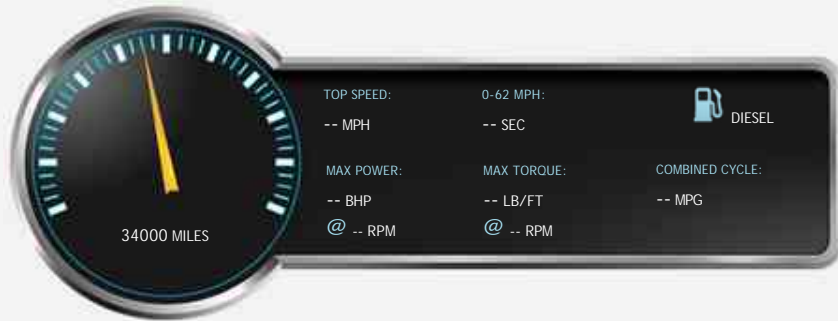 TOP SPEED:
-- MPH
0-62 MPH:
-- SEC
DIESEL
MAX POWER:
-- BHP
@ -- RPM
MAX TORQUE:
-- LB/FT
@ -- RPM
COMBINED CYCLE:
-- MPG
34000 MILES